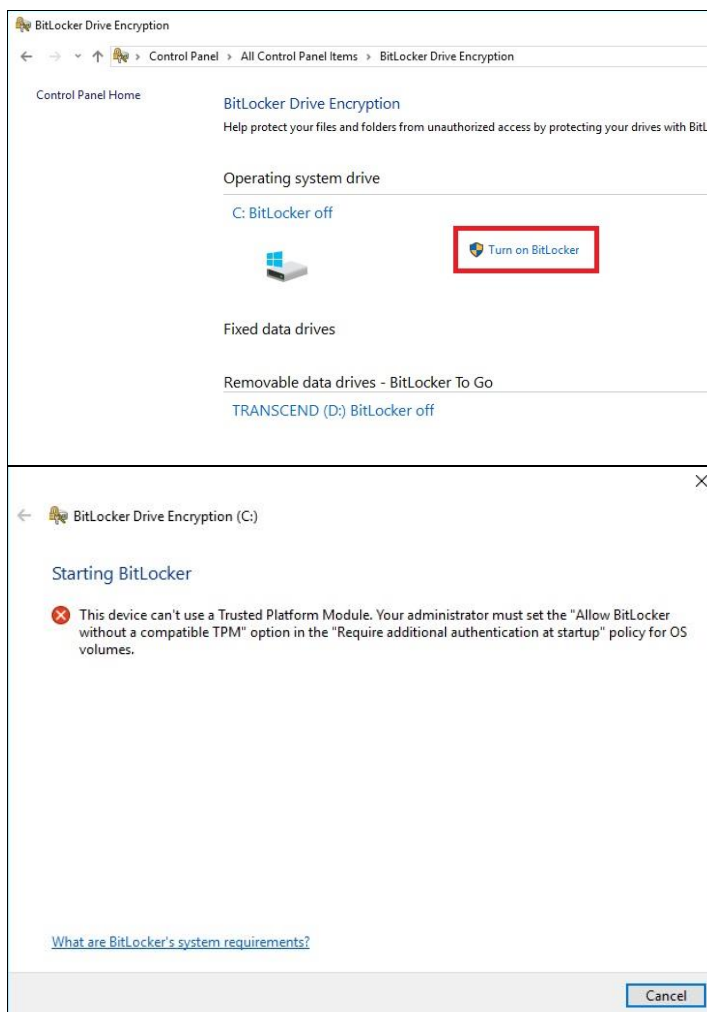 BitLocker Drive Encryption
Control Panel > All Control Panel Items > BitLocker Drive Encryption
Control Panel Home
BitLocker Drive Encryption
Help protect your files and folders from unauthorized access by protecting your drives with BitL
Operating system drive
C: BitLocker off
Turn on BitLocker
Fixed data drives
Removable data drives - BitLocker To Go
TRANSCEND (D:) BitLocker off
BitLocker Drive Encryption (C:)
Starting BitLocker
This device can't use a Trusted Platform Module. Your administrator must set the "Allow BitLocker
without a compatible TPM" option in the "Require additional authentication at startup" policy for OS
volumes.
What are BitLocker's system requirements?
Cancel